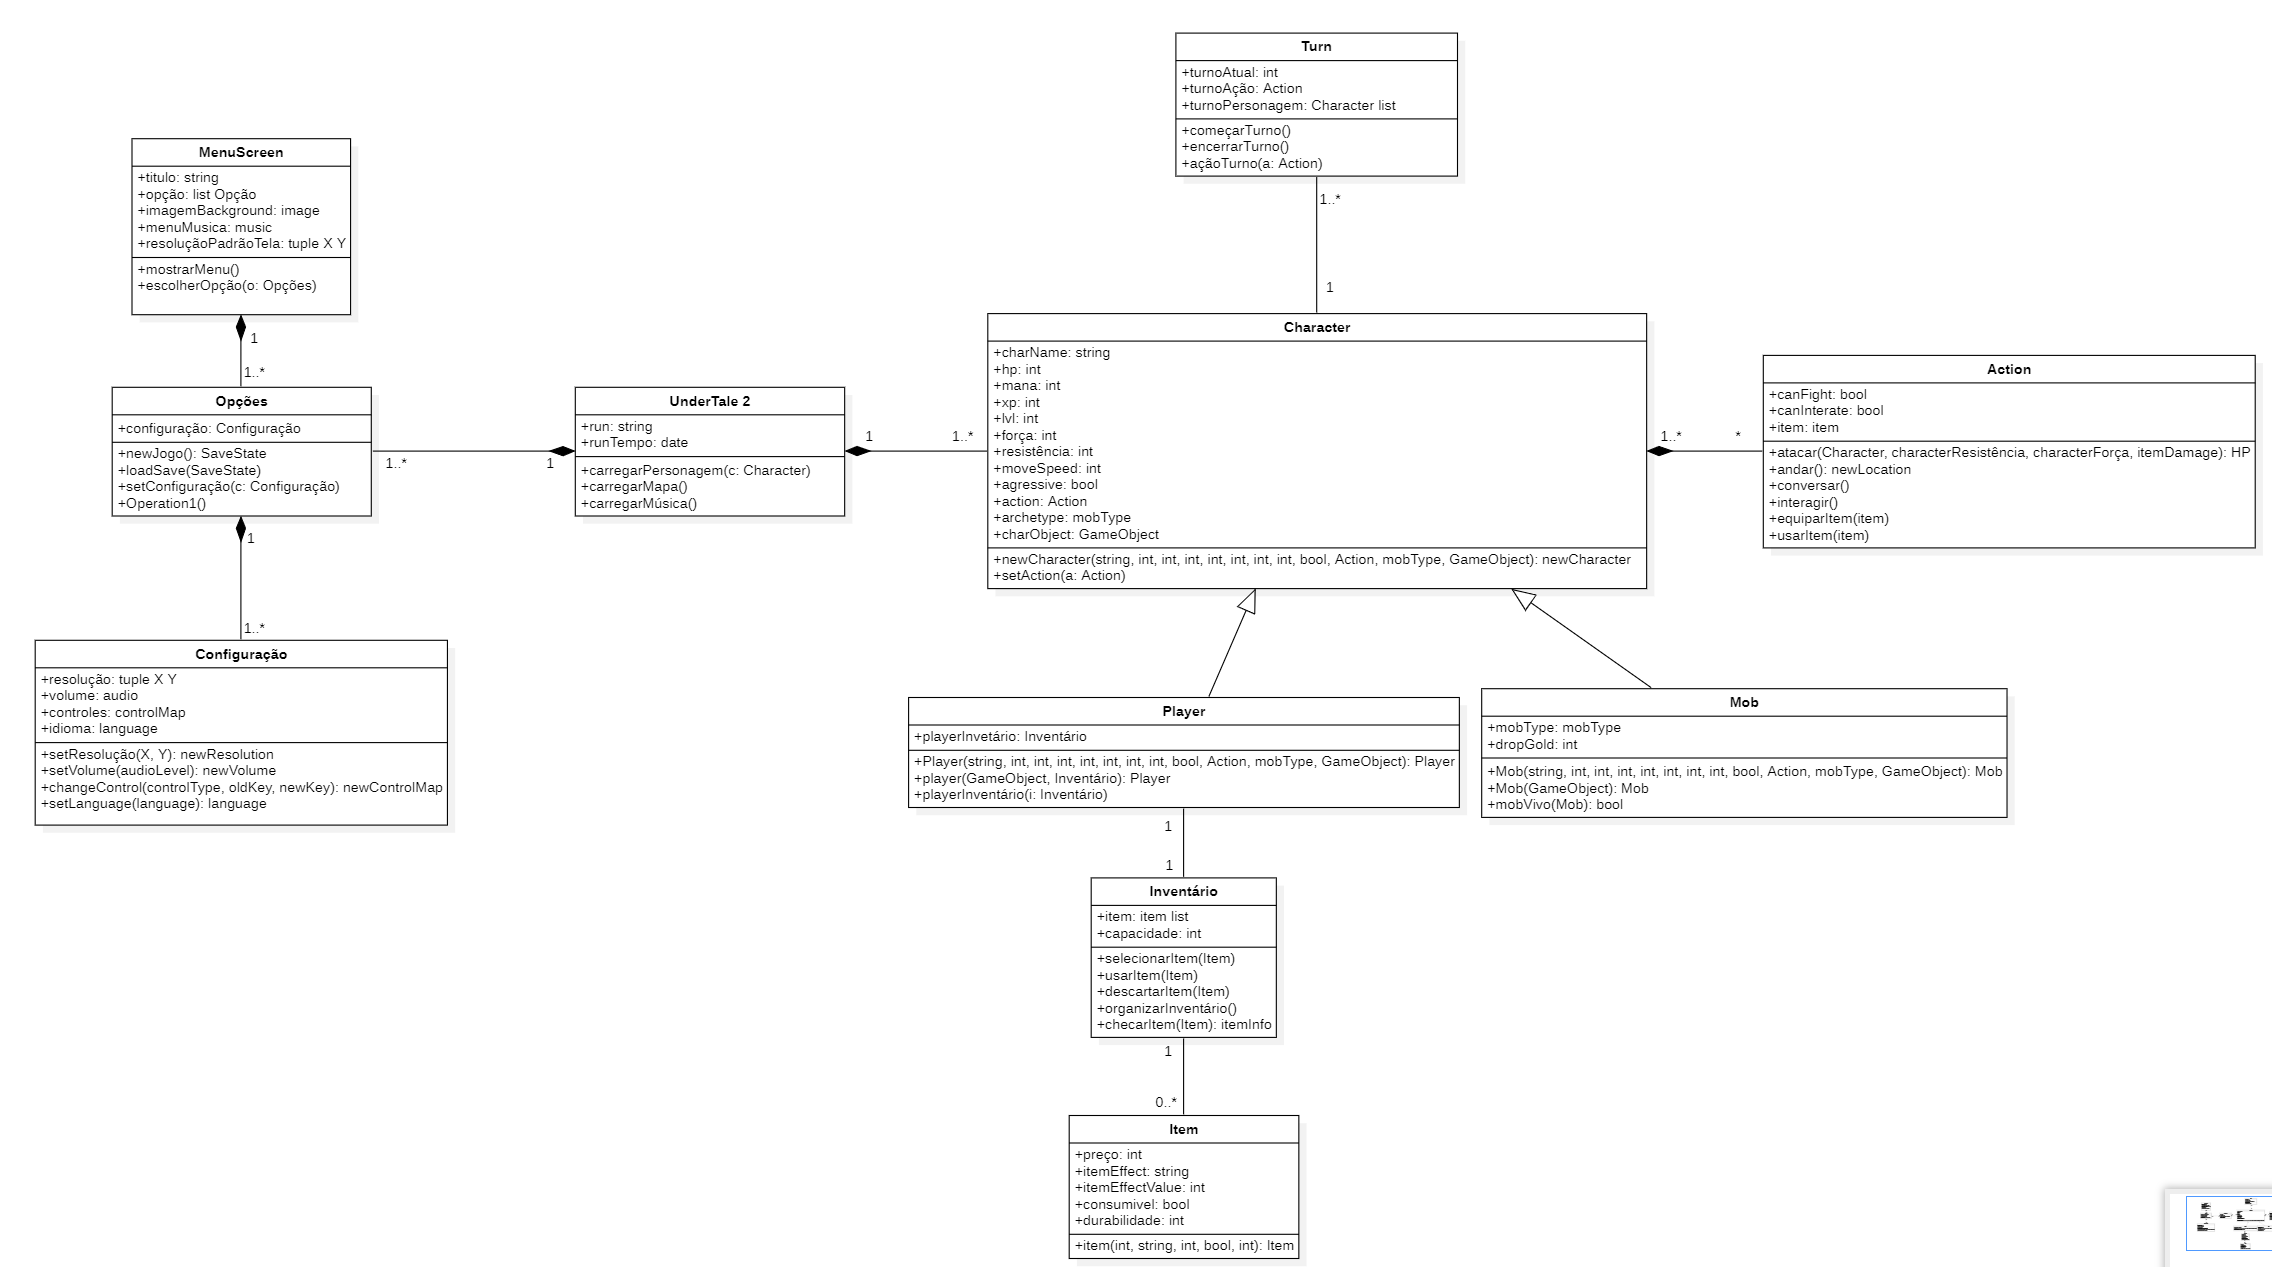 Turn
+turnoAtual: int
+turnoAção: Action
+turnoPersonagem: Character list
+começarTurno()
+encerrarTurno()
+açãoTurno(a: Action)
1..*
1
MenuScreen
+titulo: string
+opção: list Opção
+imagemBackground: image
+menuMusica: music
+resoluçãoPadrãoTela: tuple X Y
+mostrarMenu()
+escolherOpção(o: Opções)
1
1..*
Opções
+configuração: Configuração
+newJogo(): SaveState
+loadSave(SaveState)
+setConfiguração(c: Configuração)
+Operation1()
1..*
1
UnderTale 2
+run: string
+runTempo: date
+carregarPersonagem(c: Character)
+carregarMapa()
+carregarMúsica()
1
1..*
Character
+charName: string
+hp: int
+mana: int
+xp: int
+lvl: int
+força: int
+resistência: int
+moveSpeed: int
+agressive: bool
+action: Action
+archetype: mobType
+charObject: GameObject
+newCharacter(string, int, int, int, int, int, int, int, bool, Action, mobType, GameObject): newCharacter
+setAction(a: Action)
1..*
*
Action
+canFight: bool
+canInterate: bool
+item: item
+atacar(Character, characterResistência, characterForça, itemDamage): HP
+andar(): newLocation
+conversar()
+interagir()
+equiparItem(item)
+usarItem(item)
1
1..*
Configuração
+resolução: tuple X Y
+volume: audio
+controles: controlMap
+idioma: language
+setResolução(X, Y): newResolution
+setVolume(audioLevel): newVolume
+changeControl(controlType, oldKey, newKey): newControlMap
+setLanguage(language): language
Player
+playerInvetário: Inventário
+Player(string, int, int, int, int, int, int, int, bool, Action, mobType, GameObject): Player
+player(GameObject, Inventário): Player
+playerInventário(i: Inventário)
Mob
+mobType: mobType
+dropGold: int
+Mob(string, int, int, int, int, int, int, int, bool, Action, mobType, GameObject): Mob
+Mob(GameObject): Mob
+mobVivo(Mob): bool
1
1
Inventário
+item: item list
+capacidade: int
+selecionarItem(Item)
+usarItem(Item)
+descartarItem(Item)
+organizarInventário()
+checarItem(Item): itemInfo
1
0..*
Item
+preço: int
+itemEffect: string
+itemEffectValue: int
+consumivel: bool
+durabilidade: int
+item(int, string, int, bool, int): Item